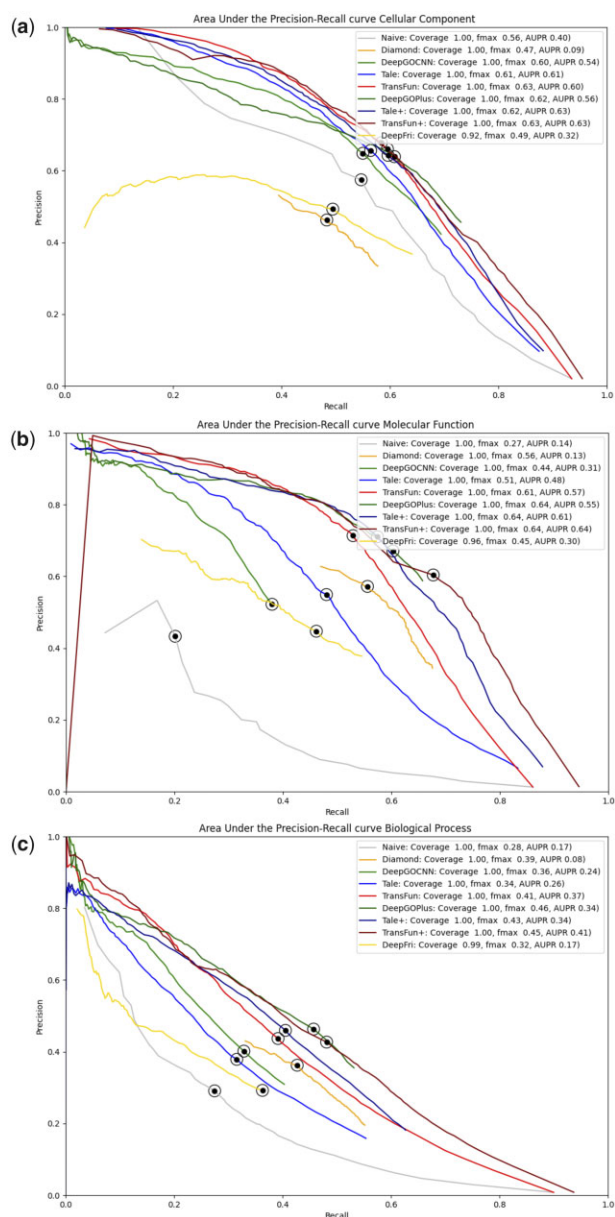 (a)
Area Under the Precision-Recall curve Cellular Component
Naive: Coverage 1.00, fmax 0.56, AUPR 0.40
Diamond: Coverage 1.00, fmax 0.47, AUPR 0.09
DeepGOCNN: Coverage 1.00, fmax 0.60, AUPR 0.54
Tale: Coverage 1.00, fmax 0.61, AUPR 0.61
TransFun: Coverage 1.00, fmax 0.63, AUPR 0.60
DeepGOPlus: Coverage 1.00, fmax 0.62, AUPR 0.56
Tale+: Coverage 1.00, fmax 0.62, AUPR 0.63
TransFun+: Coverage 1.00, fmax 0.63, AUPR 0.63
DeepFri: Coverage 0.92, fmax 0.49, AUPR 0.32
1.0
0.8
0.6
0.4
0.2
0.0
Precision
0.0 0.2 0.4 0.6 0.8 1.0
Recall
(b)
Area Under the Precision-Recall curve Molecular Function
Naive: Coverage 1.00, fmax 0.27, AUPR 0.14
Diamond: Coverage 1.00, fmax 0.56, AUPR 0.13
DeepGOCNN: Coverage 1.00, fmax 0.44, AUPR 0.31
Tale: Coverage 1.00, fmax 0.51, AUPR 0.48
TransFun: Coverage 1.00, fmax 0.61, AUPR 0.57
DeepGOPlus: Coverage 1.00, fmax 0.64, AUPR 0.55
Tale+: Coverage 1.00, fmax 0.64, AUPR 0.61
TransFun+: Coverage 1.00, fmax 0.64, AUPR 0.64
DeepFri: Coverage 0.96, fmax 0.45, AUPR 0.30
1.0
0.8
0.6
0.4
0.2
0.0
Precision
0.0 0.2 0.4 0.6 0.8 1.0
Recall
(c)
Area Under the Precision-Recall curve Biological Process
Naive: Coverage 1.00, fmax 0.28, AUPR 0.17
Diamond: Coverage 1.00, fmax 0.39, AUPR 0.08
DeepGOCNN: Coverage 1.00, fmax 0.36, AUPR 0.24
Tale: Coverage 1.00, fmax 0.34, AUPR 0.26
TransFun: Coverage 1.00, fmax 0.41, AUPR 0.37
DeepGOPlus: Coverage 1.00, fmax 0.46, AUPR 0.34
Tale+: Coverage 1.00, fmax 0.43, AUPR 0.34
TransFun+: Coverage 1.00, fmax 0.45, AUPR 0.41
DeepFri: Coverage 0.99, fmax 0.32, AUPR 0.17
1.0
0.8
0.6
0.4
0.2
0.0
Precision
0.0 0.2 0.4 0.6 0.8 1.0
Recall